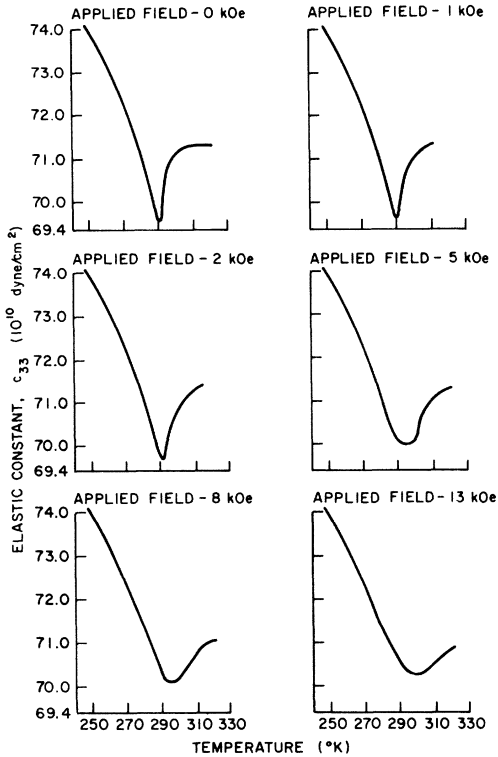 APPLIED FIELD - 0 kOe
APPLIED FIELD - 1 kOe
74.0
73.0
72.0
71.0
70.0
69.4
APPLIED FIELD - 2 kOe
APPLIED FIELD - 5 kOe
74.0
73.0
72.0
71.0
70.0
69.4
APPLIED FIELD - 8 kOe
APPLIED FIELD - 13 kOe
74.0
73.0
72.0
71.0
70.0
69.4
250 270 290 310 330
250 270 290 310 330
ELASTIC CONSTANT, c33 (10^10 dyne/cm^2)
TEMPERATURE (°K)